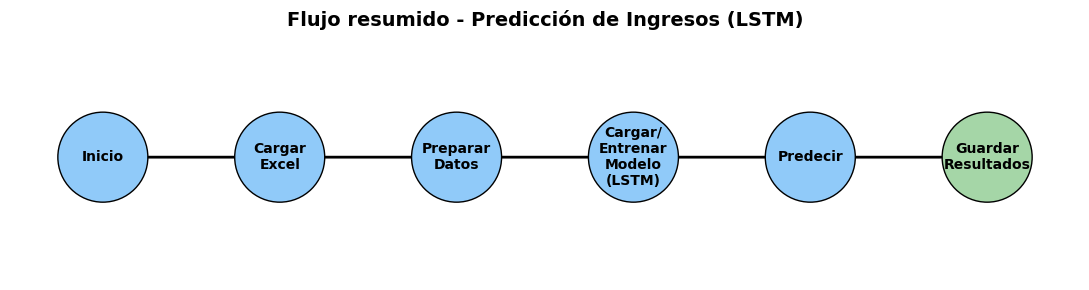 Flujo resumido - Predicción de Ingresos (LSTM)
Inicio
Cargar
Excel
Preparar
Datos
Cargar/
Entrenar
Modelo
(LSTM)
Predecir
Guardar
Resultados